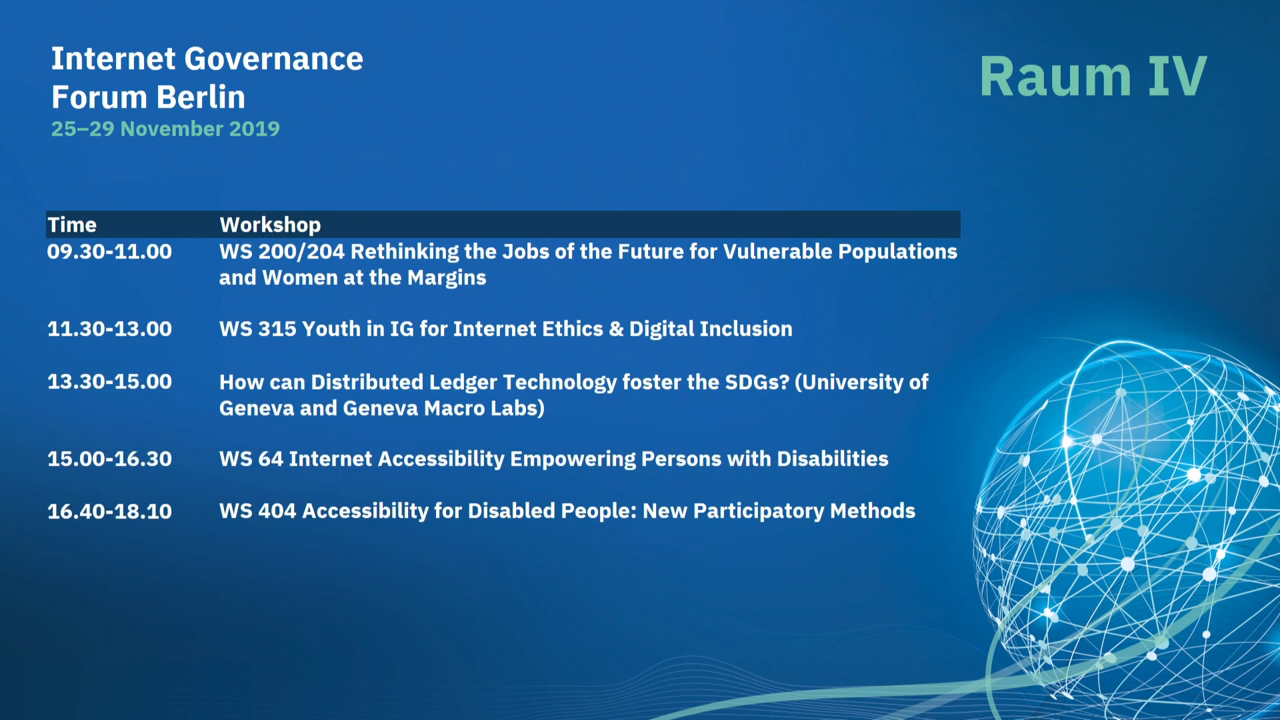 Internet Governance
Forum Berlin
25–29 November 2019
Raum IV
Time Workshop
09.30-11.00 WS 200/204 Rethinking the Jobs of the Future for Vulnerable Populations
and Women at the Margins
11.30-13.00 WS 315 Youth in IG for Internet Ethics & Digital Inclusion
13.30-15.00 How can Distributed Ledger Technology foster the SDGs? (University of
Geneva and Geneva Macro Labs)
15.00-16.30 WS 64 Internet Accessibility Empowering Persons with Disabilities
16.40-18.10 WS 404 Accessibility for Disabled People: New Participatory Methods